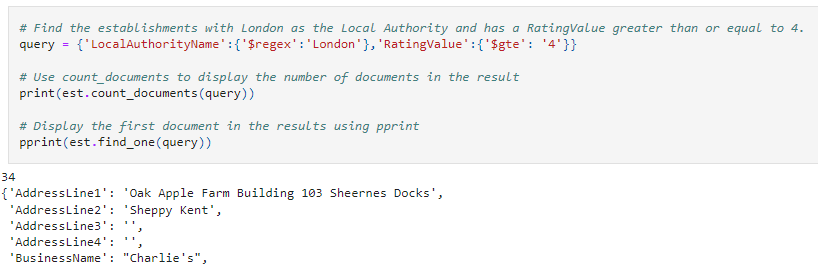 # Find the establishments with London as the Local Authority and has a RatingValue greater than or equal to 4.
query = {'LocalAuthorityName':{'$regex':'London'},'RatingValue':{'$gte': '4'}}
# Use count_documents to display the number of documents in the result
print(est.count_documents(query))
# Display the first document in the results using pprint
pprint(est.find_one(query))
34
{'AddressLine1': 'Oak Apple Farm Building 103 Sheernes Docks',
 'AddressLine2': 'Sheppy Kent',
 'AddressLine3': '',
 'AddressLine4': '',
 'BusinessName': "Charlie's",